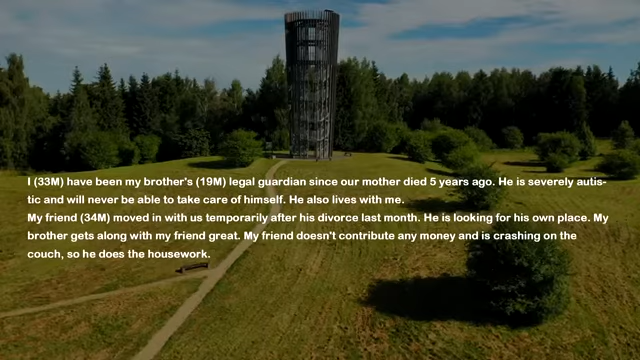 I (33M) have been my brother's (19M) legal guardian since our mother died 5 years ago. He is severely autis-
tic and will never be able to take care of himself. He also lives with me.
My friend (34M) moved in with us temporarily after his divorce last month. He is looking for his own place. My
brother gets along with my friend great. My friend doesn't contribute any money and is crashing on the
couch, so he does the housework.